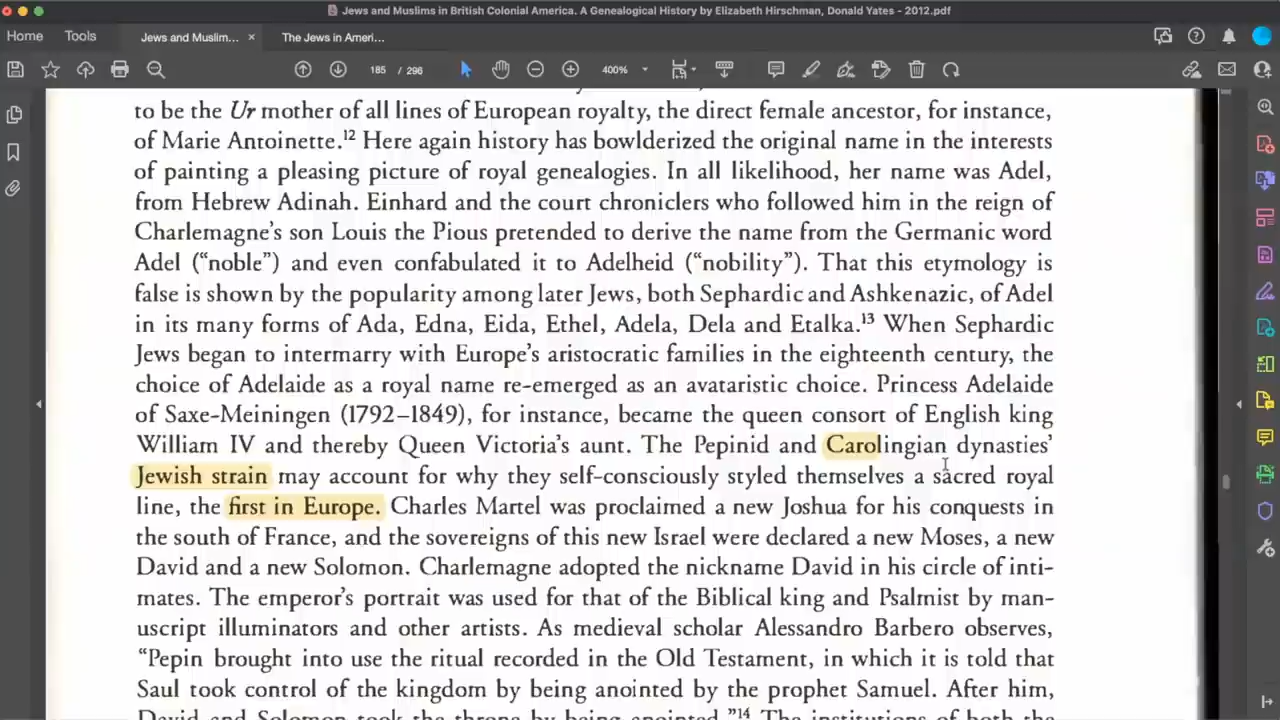 Jews and Muslims in British Colonial America. A Genealogical History by Elizabeth Hirschman, Donald Yates - 2012.pdf
Home Tools Jews and Muslim... × The Jews in Ameri...
185 / 296 400%
to be the Ur mother of all lines of European royalty, the direct female ancestor, for instance,
of Marie Antoinette.12 Here again history has bowlderized the original name in the interests
of painting a pleasing picture of royal genealogies. In all likelihood, her name was Adel,
from Hebrew Adinah. Einhard and the court chroniclers who followed him in the reign of
Charlemagne's son Louis the Pious pretended to derive the name from the Germanic word
Adel ("noble") and even confabulated it to Adelheid ("nobility"). That this etymology is
false is shown by the popularity among later Jews, both Sephardic and Ashkenazic, of Adel
in its many forms of Ada, Edna, Eida, Ethel, Adela, Dela and Etalka.13 When Sephardic
Jews began to intermarry with Europe's aristocratic families in the eighteenth century, the
choice of Adelaide as a royal name re-emerged as an avataristic choice. Princess Adelaide
of Saxe-Meiningen (1792–1849), for instance, became the queen consort of English king
William IV and thereby Queen Victoria's aunt. The Pepinid and Carolingian dynasties'
Jewish strain may account for why they self-consciously styled themselves a sacred royal
line, the first in Europe. Charles Martel was proclaimed a new Joshua for his conquests in
the south of France, and the sovereigns of this new Israel were declared a new Moses, a new
David and a new Solomon. Charlemagne adopted the nickname David in his circle of inti-
mates. The emperor's portrait was used for that of the Biblical king and Psalmist by man-
uscript illuminators and other artists. As medieval scholar Alessandro Barbero observes,
"Pepin brought into use the ritual recorded in the Old Testament, in which it is told that
Saul took control of the kingdom by being anointed by the prophet Samuel. After him,
David and Solomon took the throne by being anointed."14 The institutions of both the